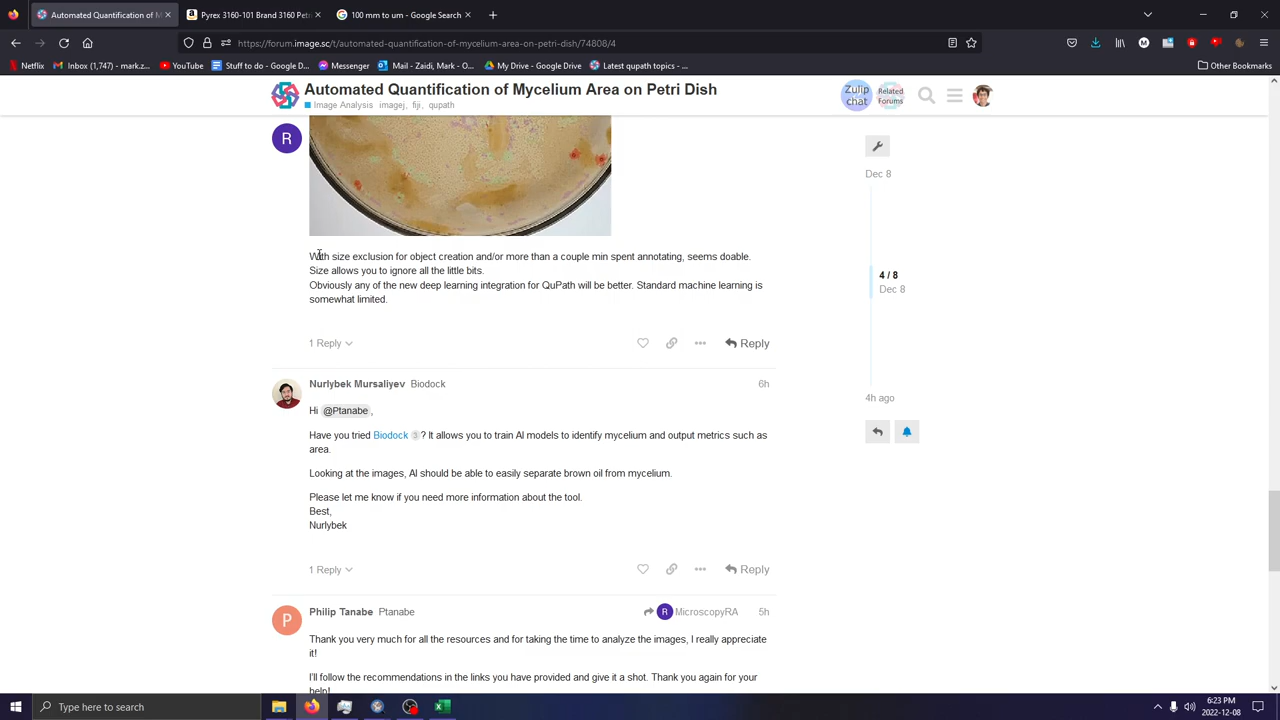 Automated Quantification of M
Pyrex 3160-101 Brand 3160 Petri
100 mm to um - Google Search
https://forum.image.sc/t/automated-quantification-of-mycelium-area-on-petri-dish/74808/4
Netflix
Inbox (1,747) - mark.z...
YouTube
Stuff to do - Google D...
Messenger
Mail - Zaidi, Mark - O...
My Drive - Google Drive
Latest qupath topics - ...
Other Bookmarks
Automated Quantification of Mycelium Area on Petri Dish
Image Analysis imagej, fiji, qupath
Zulip
chat
Related
Forums
R
With size exclusion for object creation and/or more than a couple min spent annotating, seems doable.
Size allows you to ignore all the little bits.
Obviously any of the new deep learning integration for QuPath will be better. Standard machine learning is
somewhat limited.
1 Reply
Reply
Dec 8
4 / 8
Dec 8
4h ago
Nurlybek Mursaliyev Biodock
6h
Hi @Ptanabe,
Have you tried Biodock 3? It allows you to train AI models to identify mycelium and output metrics such as
area.
Looking at the images, AI should be able to easily separate brown oil from mycelium.
Please let me know if you need more information about the tool.
Best,
Nurlybek
1 Reply
Reply
P
Philip Tanabe Ptanabe
R MicroscopyRA
5h
Thank you very much for all the resources and for taking the time to analyze the images, I really appreciate
it!
I'll follow the recommendations in the links you have provided and give it a shot. Thank you again for your
help!
Type here to search
6:23 PM
2022-12-08